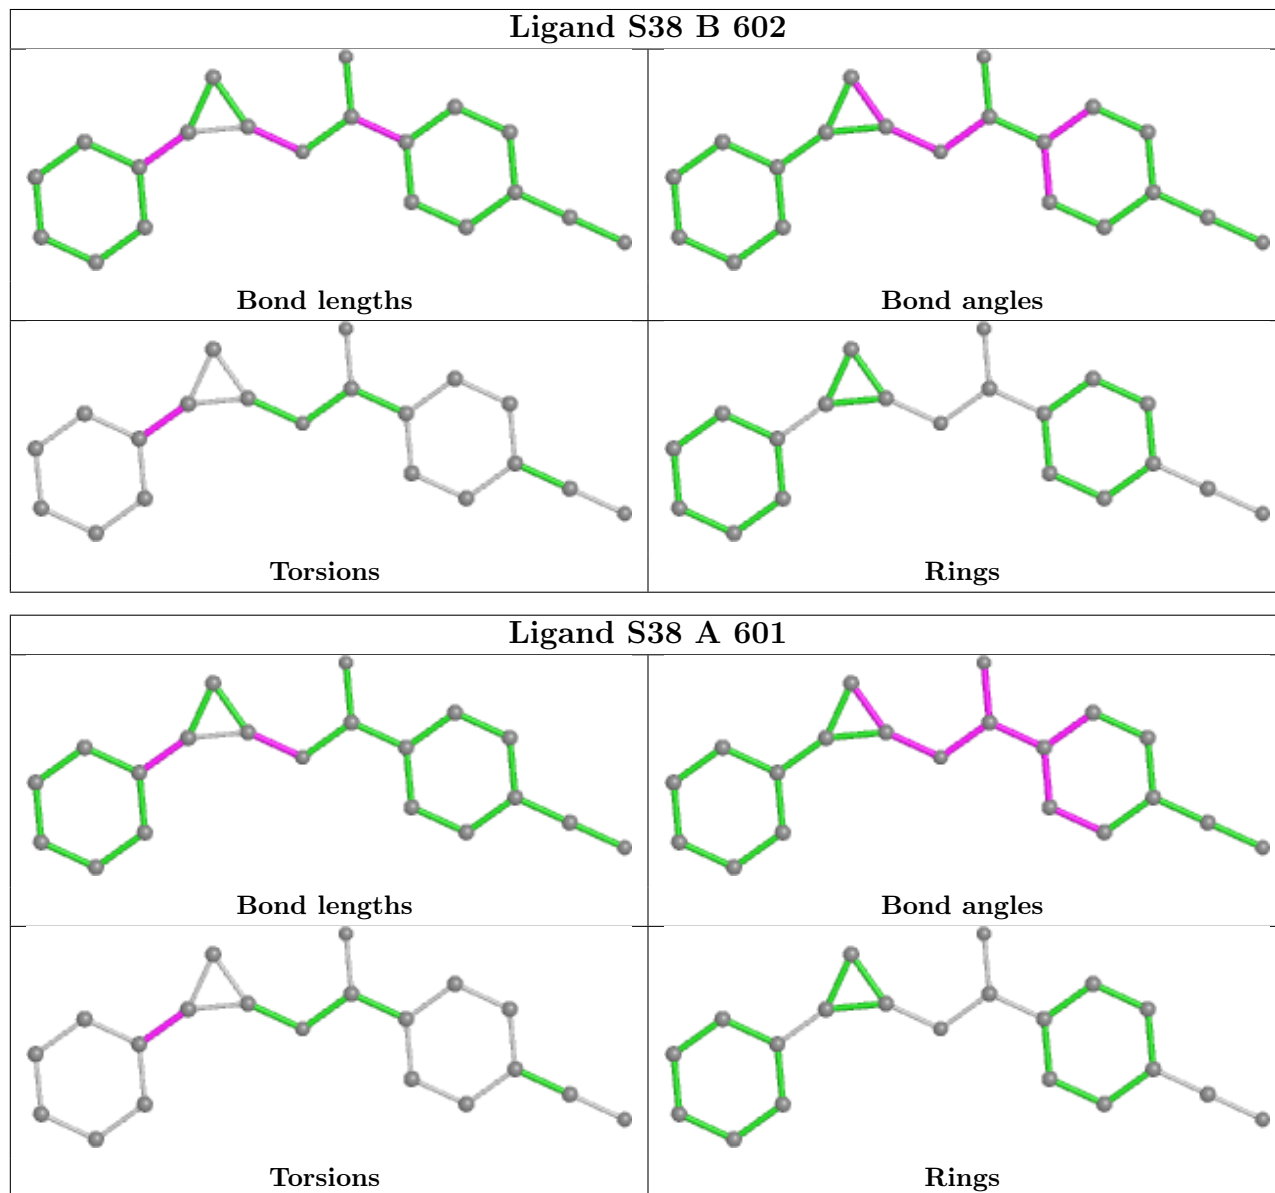 Ligand S38 B 602
Bond lengths
Bond angles
Torsions
Rings
Ligand S38 A 601
Bond lengths
Bond angles
Torsions
Rings